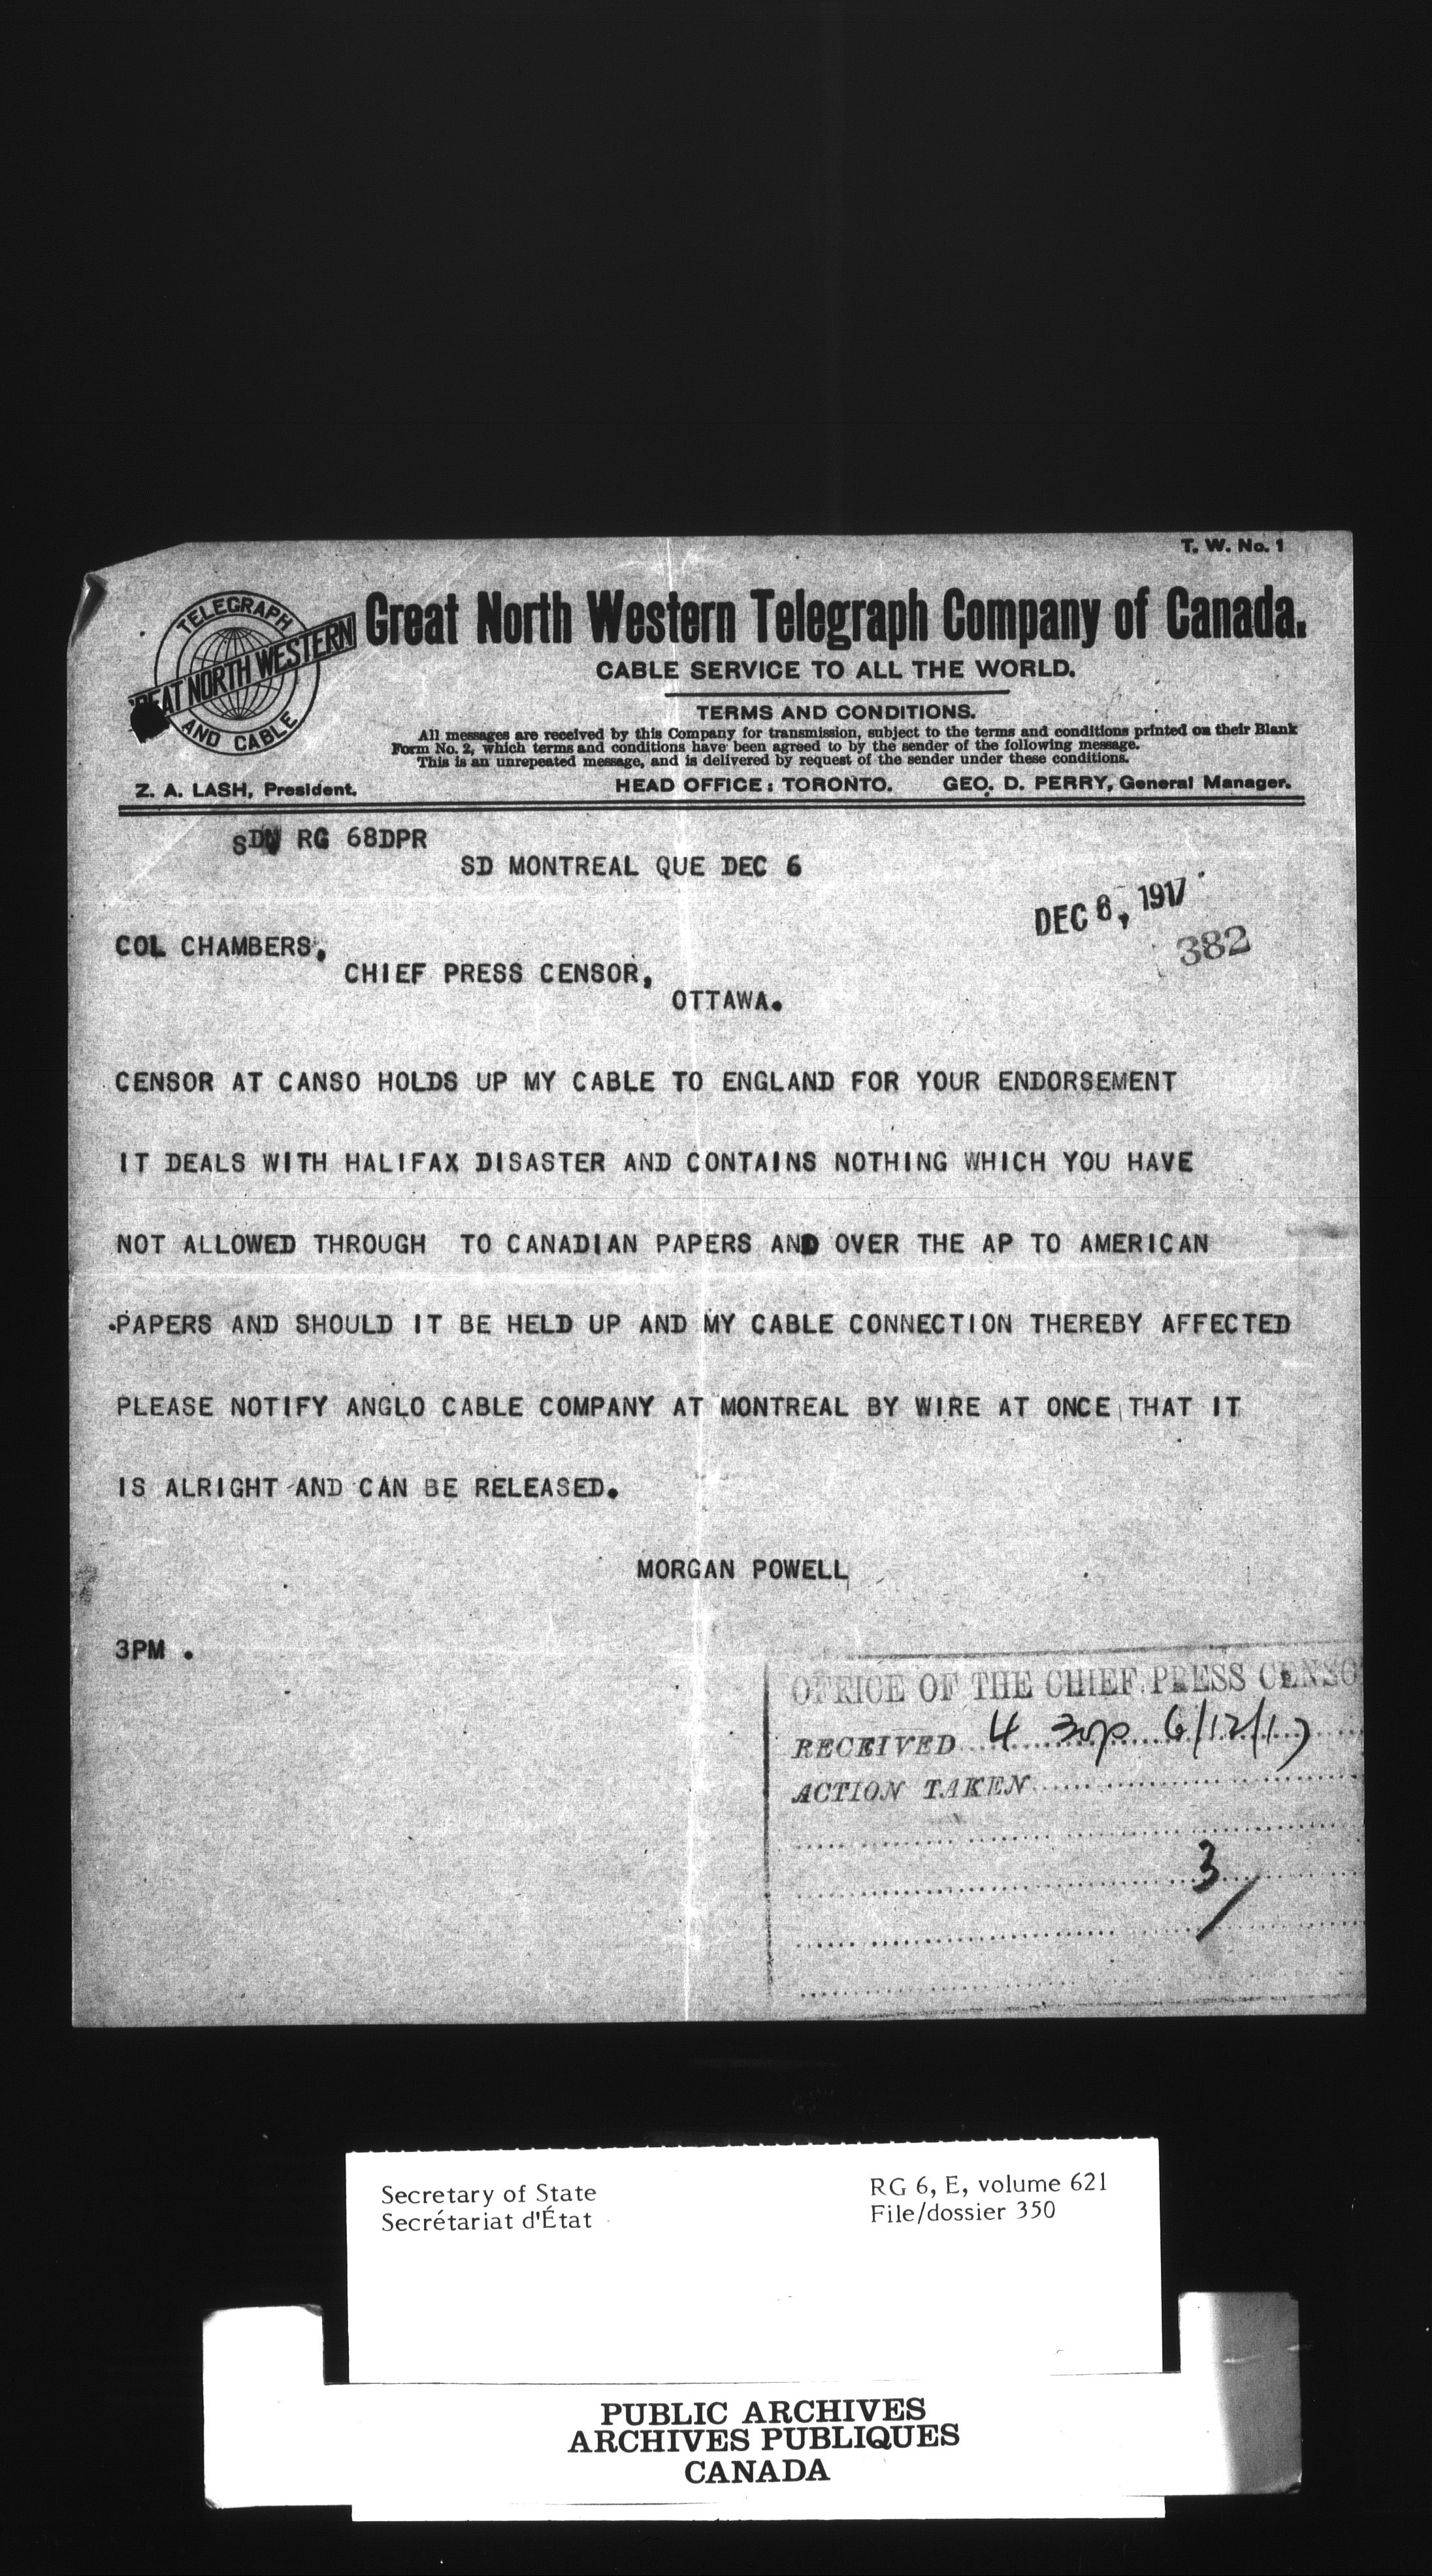 T. W. No. 1
TELEGRAPH
GREAT NORTH WESTERN
AND CABLE
Great North Western Telegraph Company of Canada.
CABLE SERVICE TO ALL THE WORLD.
TERMS AND CONDITIONS.
All messages are received by this Company for transmission, subject to the terms and conditions printed on their Blank
Form No. 2, which terms and conditions have been agreed to by the sender of the following message.
This is an unrepeated message, and is delivered by request of the sender under these conditions.
Z. A. LASH, President.
HEAD OFFICE: TORONTO.
GEO. D. PERRY, General Manager.
SDN RG 68DPR
SD MONTREAL QUE DEC 6
DEC 6, 1917
382
COL CHAMBERS,
CHIEF PRESS CENSOR,
OTTAWA.
CENSOR AT CANSO HOLDS UP MY CABLE TO ENGLAND FOR YOUR ENDORSEMENT
IT DEALS WITH HALIFAX DISASTER AND CONTAINS NOTHING WHICH YOU HAVE
NOT ALLOWED THROUGH TO CANADIAN PAPERS AND OVER THE AP TO AMERICAN
PAPERS AND SHOULD IT BE HELD UP AND MY CABLE CONNECTION THEREBY AFFECTED
PLEASE NOTIFY ANGLO CABLE COMPANY AT MONTREAL BY WIRE AT ONCE THAT IT
IS ALRIGHT AND CAN BE RELEASED.
MORGAN POWELL
3PM .
OFFICE OF THE CHIEF PRESS CENSO
RECEIVED 4 6/12/17
ACTION TAKEN
3/
Secretary of State
Secrétariat d'État
RG 6, E, volume 621
File/dossier 350
PUBLIC ARCHIVES
ARCHIVES PUBLIQUES
CANADA